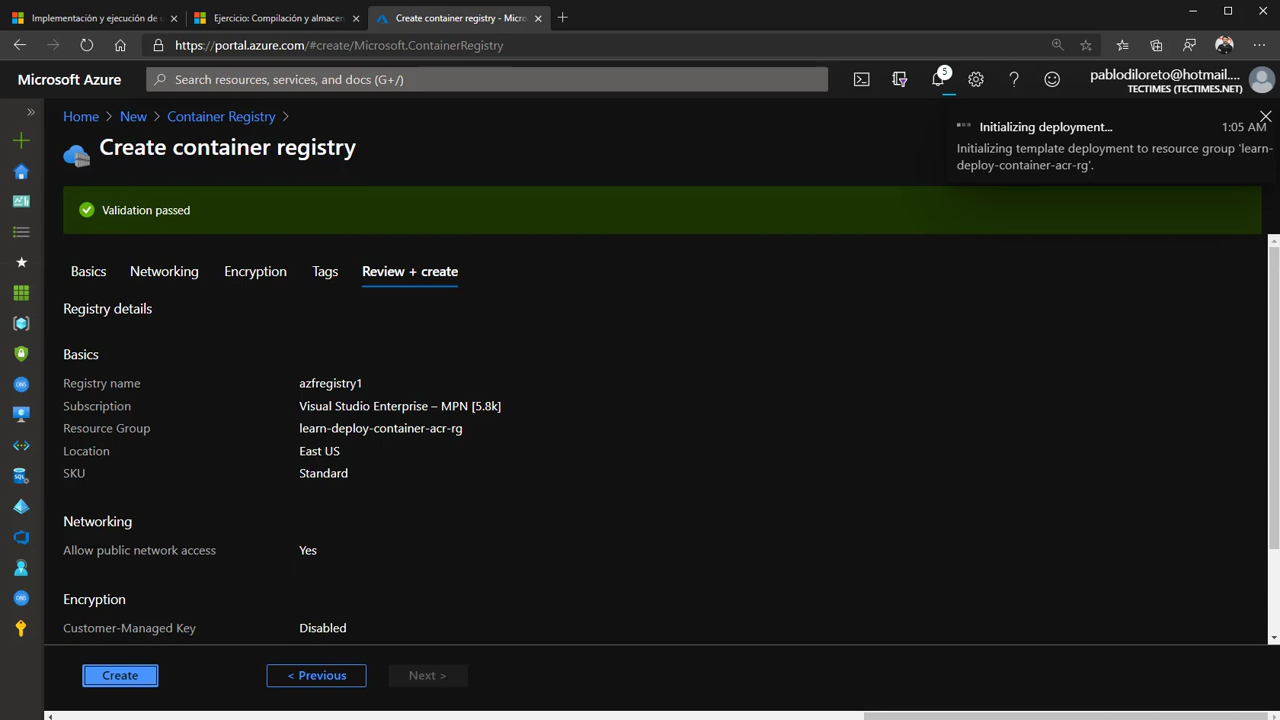 Implementación y ejecución de u
Ejercicio: Compilación y almacen
Create container registry - Micro
https://portal.azure.com/#create/Microsoft.ContainerRegistry
Microsoft Azure
Search resources, services, and docs (G+/)
5
pablodiloreto@hotmail....
TECTIMES (TECTIMES.NET)
Home > New > Container Registry >
Create container registry
Initializing deployment...
1:05 AM
Initializing template deployment to resource group 'learn-
deploy-container-acr-rg'.
Validation passed
Basics
Networking
Encryption
Tags
Review + create
Registry details
Basics
Registry name
azfregistry1
Subscription
Visual Studio Enterprise – MPN [5.8k]
Resource Group
learn-deploy-container-acr-rg
Location
East US
SKU
Standard
Networking
Allow public network access
Yes
Encryption
Customer-Managed Key
Disabled
Create
< Previous
Next >